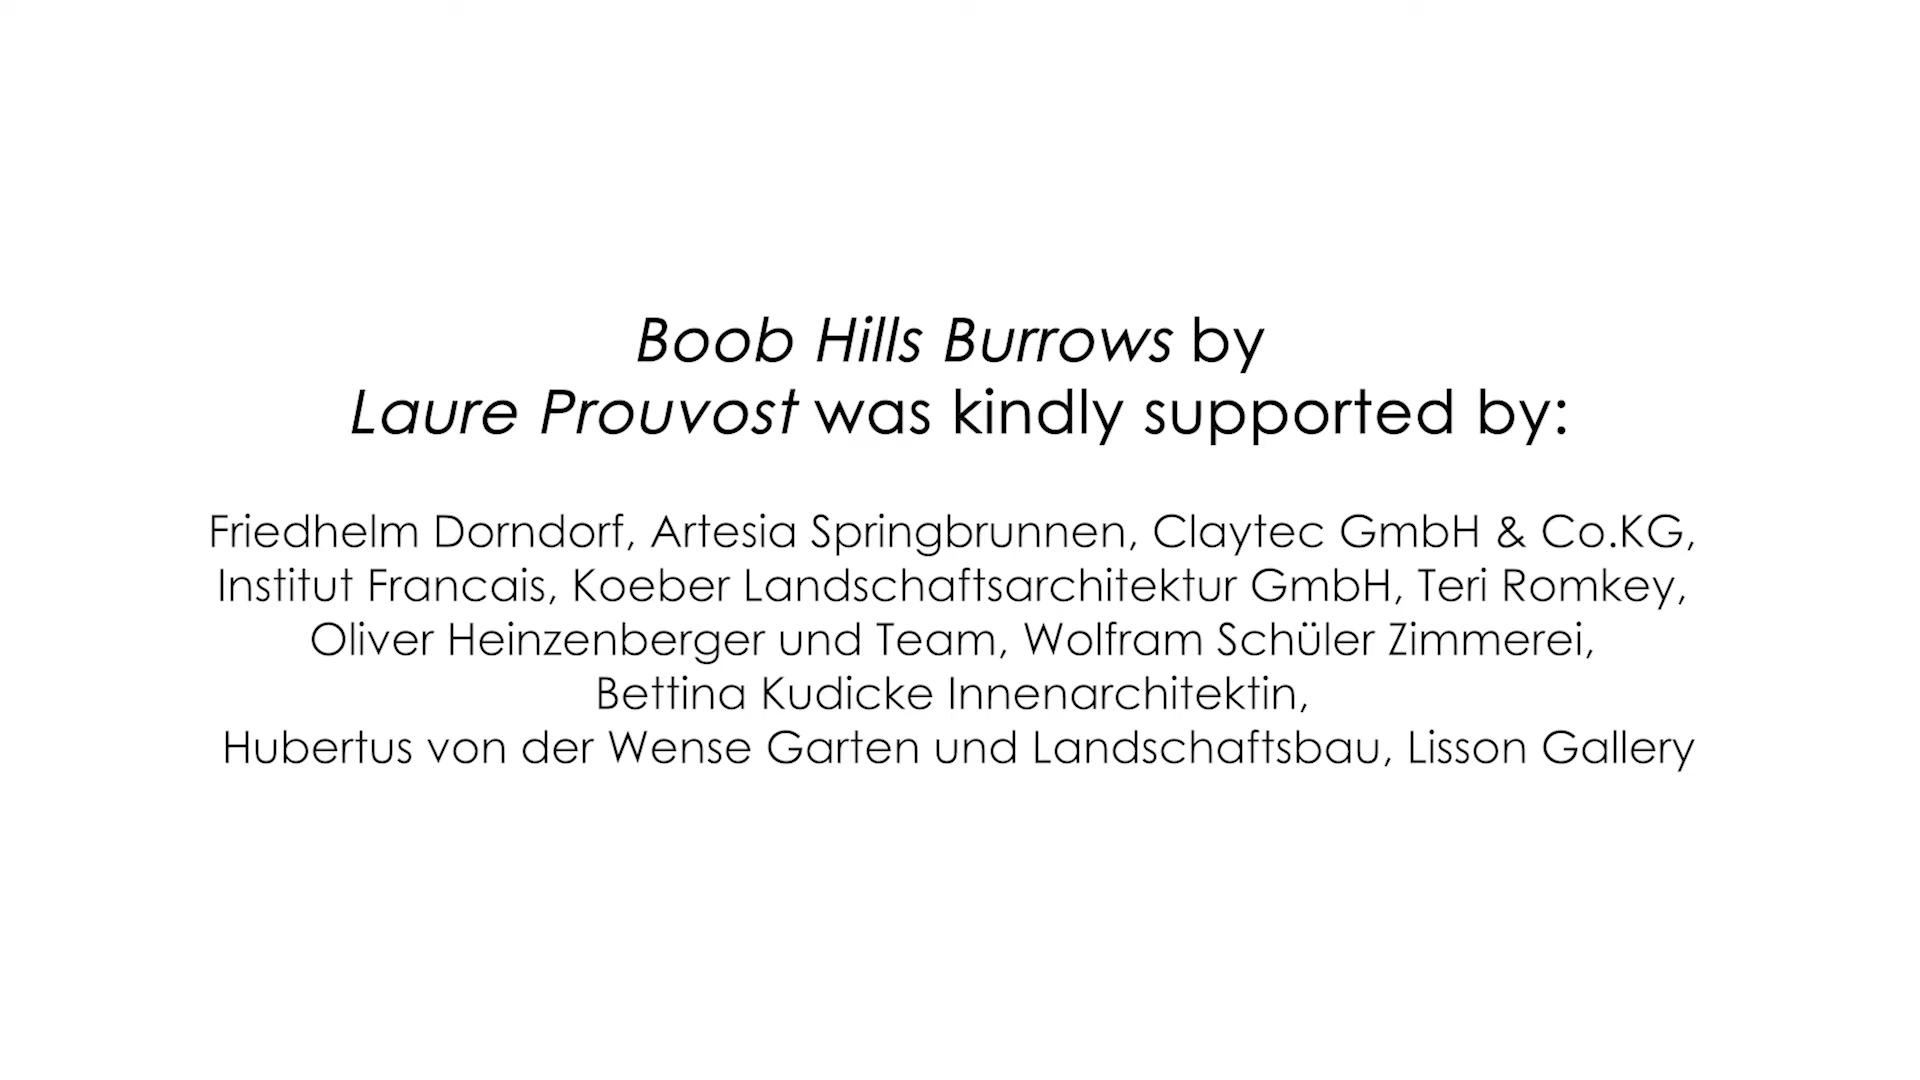 Boob Hills Burrows by
Laure Prouvost was kindly supported by:
Friedhelm Dorndorf, Artesia Springbrunnen, Claytec GmbH & Co.KG,
Institut Francais, Koeber Landschaftsarchitektur GmbH, Teri Romkey,
Oliver Heinzenberger und Team, Wolfram Schüler Zimmerei,
Bettina Kudicke Innenarchitektin,
Hubertus von der Wense Garten und Landschaftsbau, Lisson Gallery